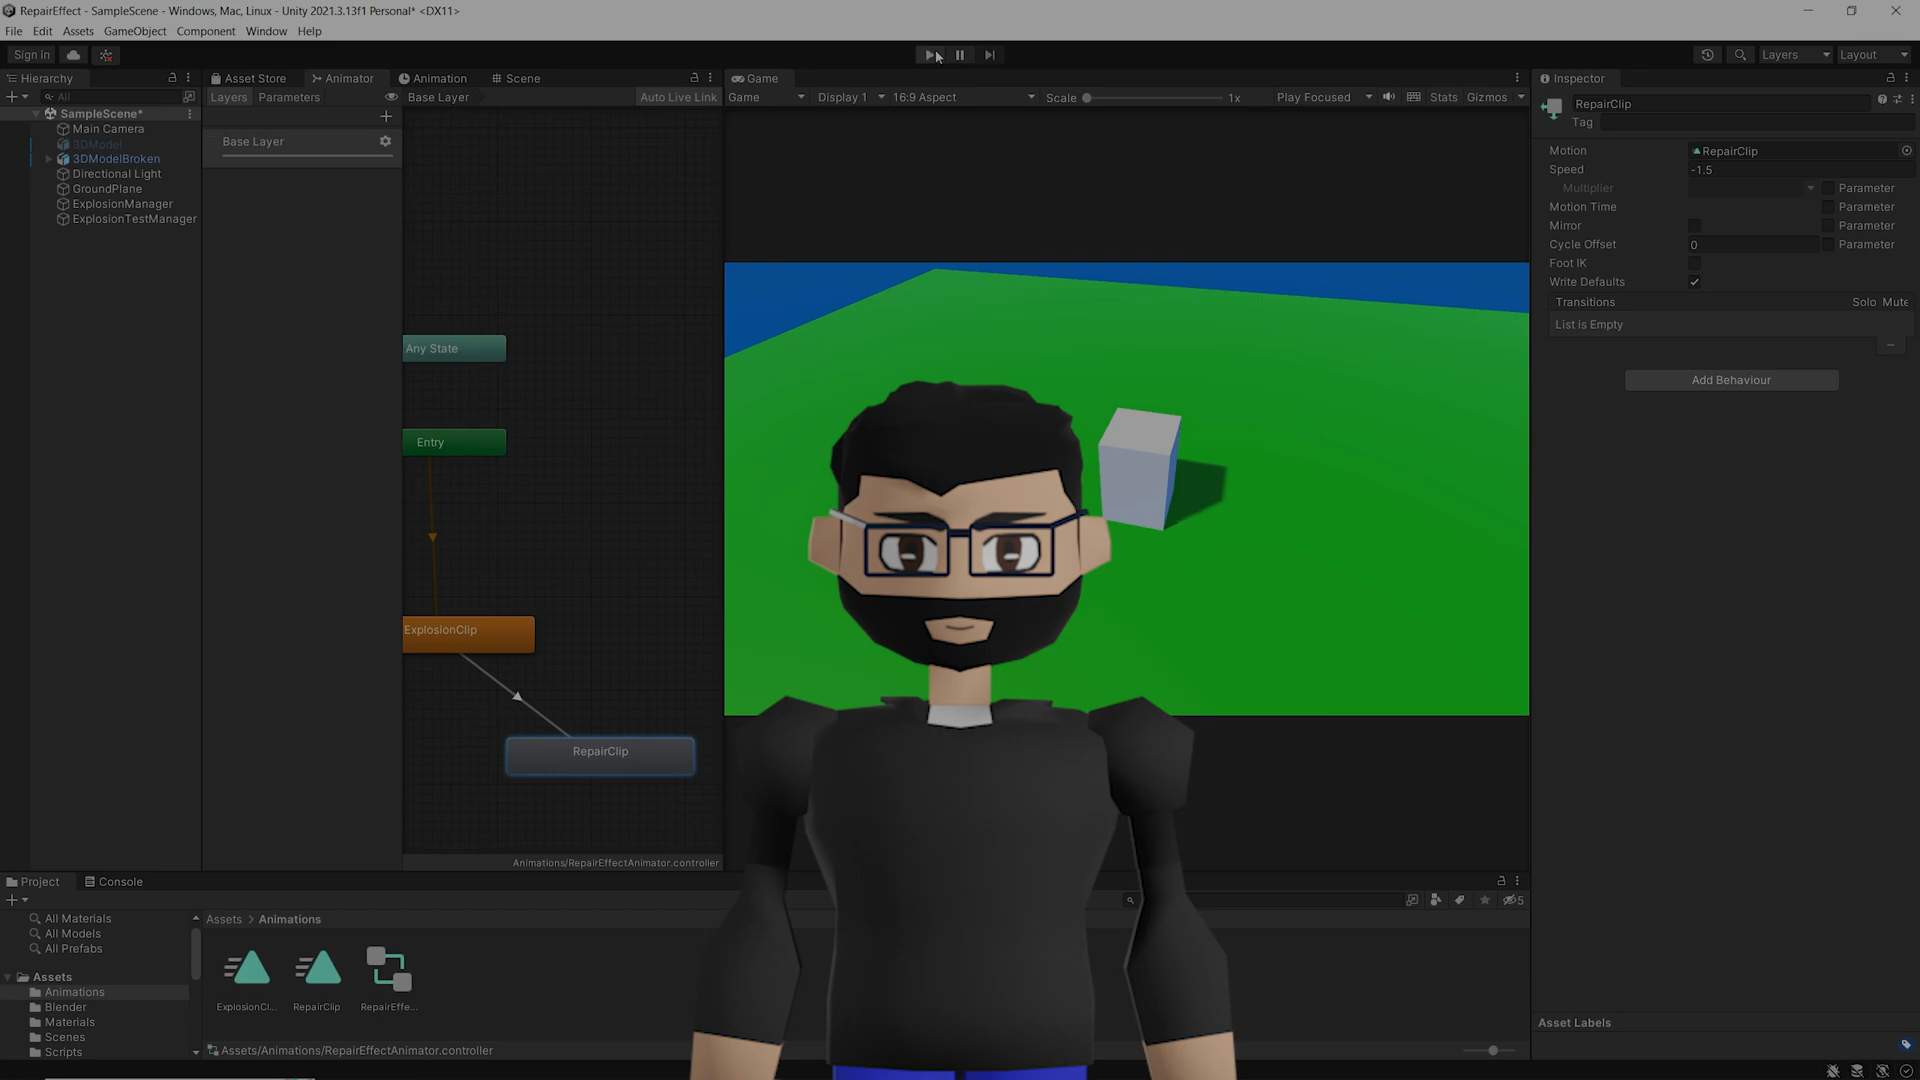 RepairEffect - SampleScene - Windows, Mac, Linux - Unity 2021.3.13f1 Personal* <DX11>
File Edit Assets GameObject Component Window Help
Sign in
Layers Layout
Hierarchy
Asset Store Animator Animation Scene
Game
Inspector
All
Layers Parameters
Base Layer
Auto Live Link
Game Display 1 16:9 Aspect Scale 1x Play Focused Stats Gizmos
RepairClip
Tag
SampleScene*
Main Camera
3DModel
3DModelBroken
Directional Light
GroundPlane
ExplosionManager
ExplosionTestManager
Base Layer
Any State
Entry
ExplosionClip
RepairClip
Animations/RepairEffectAnimator.controller
Motion RepairClip
Speed -1.5
Multiplier Parameter
Motion Time Parameter
Mirror Parameter
Cycle Offset 0 Parameter
Foot IK
Write Defaults
Transitions Solo Mute
List is Empty
Add Behaviour
Project Console
5
All Materials
All Models
All Prefabs
Assets
Animations
Blender
Materials
Scenes
Scripts
Assets > Animations
ExplosionCl... RepairClip RepairEffe...
Assets/Animations/RepairEffectAnimator.controller
Asset Labels